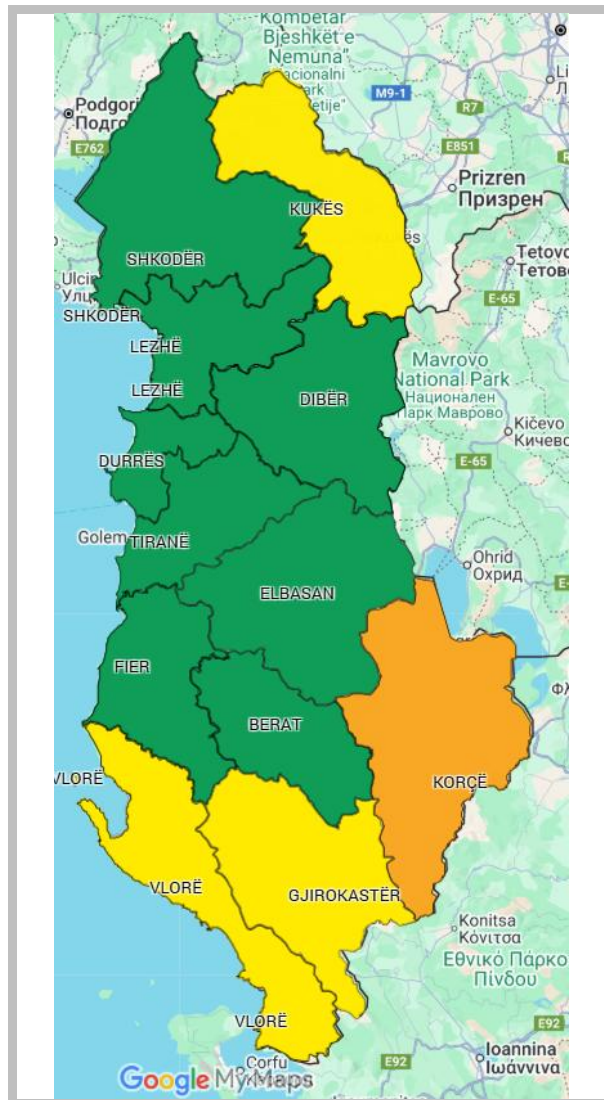 Kombëtar
Bjeshkët e
Nemuna"
Nacionalni
M9-1
R7
Podgori
Подго
E762
E851
Prizren
Призрен
KUKËS
SHKODËR
Tetovo
Тетово
Ulcin
E-65
SHKODËR
LEZHË
Mavrovo
National Park
Национален
Парк Маврово
LEZHË
DIBËR
Kičevo
Кичево
DURRËS
E-65
Golem
TIRANË
Ohrid
Охрид
ELBASAN
FIER
BERAT
VLORË
KORÇË
VLORË
GJIROKASTËR
Konitsa
Κόνιτσα
Εθνικό Πάρκο
Πίνδου
VLORË
E92
Corfu
E92
Ioannina
Ιωάννινα
Google My Maps